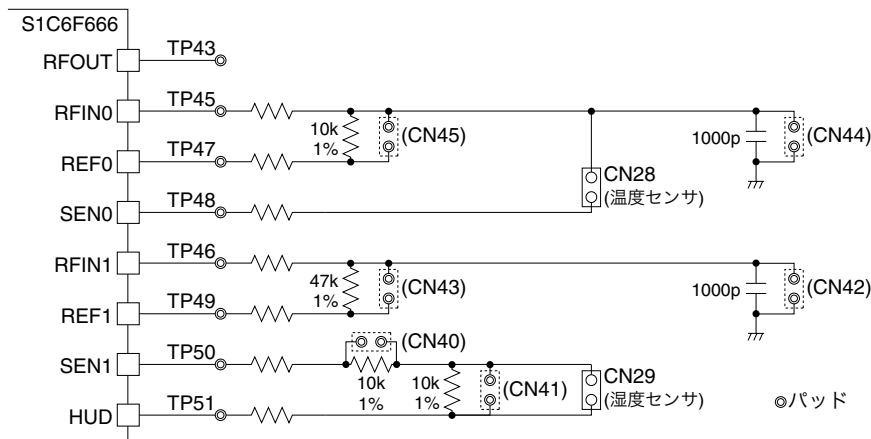 S1C6F666
RFOUT TP43
RFIN0 TP45
10k
1%
(CN45)
1000p
(CN44)
REF0 TP47
CN28
(温度センサ)
SEN0 TP48
RFIN1 TP46
47k
1%
(CN43)
1000p
(CN42)
REF1 TP49
(CN40)
SEN1 TP50
10k
1%
10k
1%
(CN41)
CN29
(湿度センサ)
HUD TP51
◎パッド